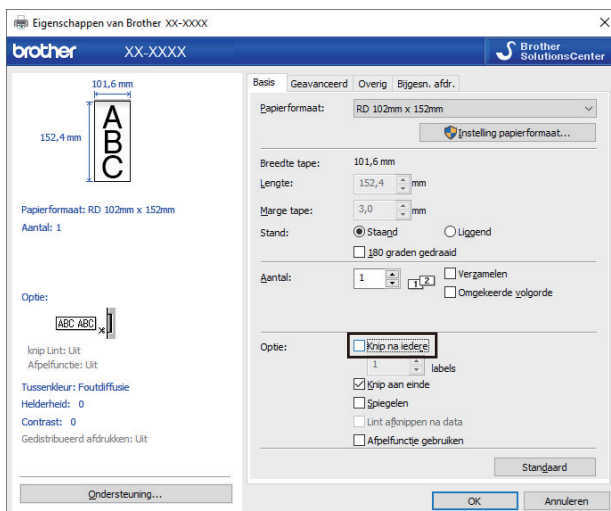 Eigenschappen van Brother XX-XXXX
brother XX-XXXX
Brother
SolutionsCenter
101,6 mm
152,4 mm
A
B
C
Papierformaat: RD 102mm x 152mm
Aantal: 1
Optie:
ABC ABC
knip Lint: Uit
Afpelfunctie: Uit
Tussenkleur: Foutdiffusie
Helderheid: 0
Contrast: 0
Gedistribueerd afdrukken: Uit
Ondersteuning...
Basis Geavanceerd Overig Bijgesn. afdr.
Papierformaat: RD 102mm x 152mm
Instelling papierformaat...
Breedte tape: 101,6 mm
Lengte: 152,4 mm
Marge tape: 3,0 mm
Stand: Staand Liggend
180 graden gedraaid
Aantal: 1 1 2 Verzamelen
Omgekeerde volgorde
Optie: Knip na iedere
1 labels
Knip aan einde
Spiegelen
Lint afknippen na data
Afpelfunctie gebruiken
Standaard
OK Annuleren